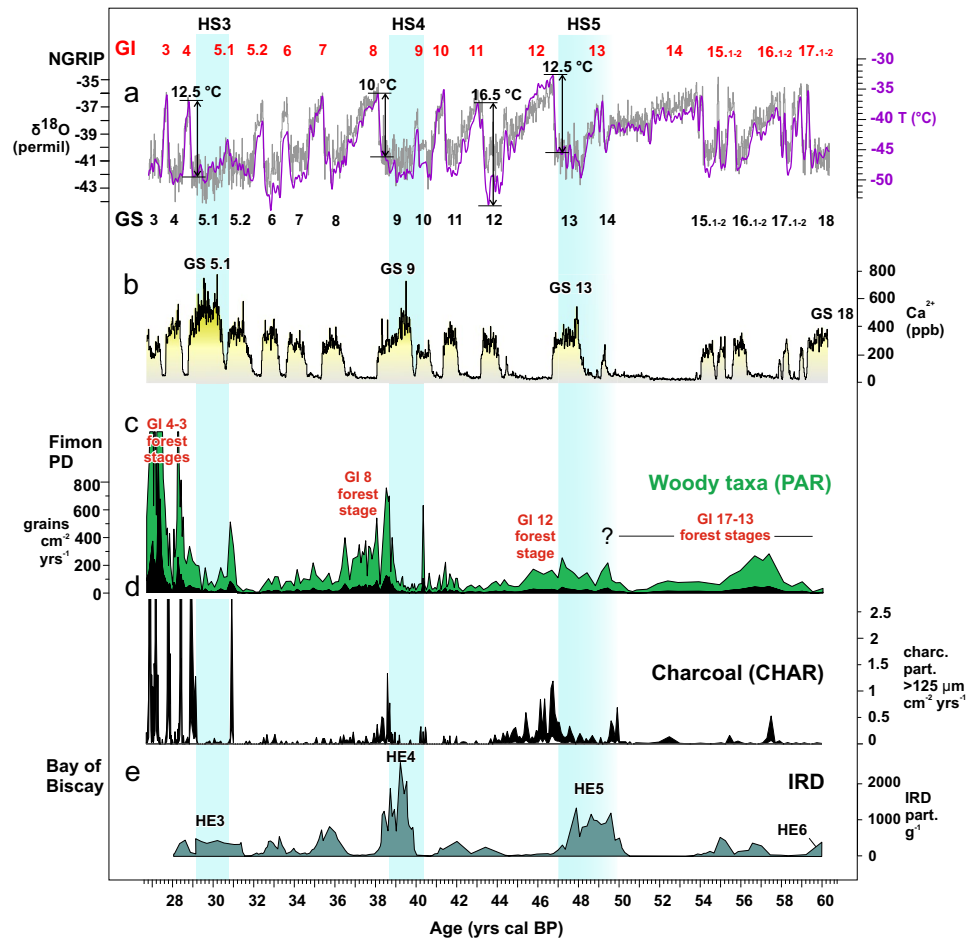 HS3 HS4 HS5
GI 3 4 5.1 5.2 6 7 8 9 10 11 12 13 14 15.1-2 16.1-2 17.1-2
NGRIP
-30
-35
-40
-45
-50
T (°C)
a
-35
-37
-39
-41
-43
δ18O
(permil)
12.5 °C
10 °C
16.5 °C
12.5 °C
GS 3 4 5.1 5.2 6 7 8 9 10 11 12 13 14 15.1-2 16.1-2 17.1-2 18
b
GS 5.1
GS 9
GS 13
GS 18
800
600
400
200
0
Ca2+
(ppb)
c
Fimon
PD
GI 4-3
forest
stages
GI 8
forest
stage
GI 12
forest
stage
?
GI 17-13
forest stages
Woody taxa (PAR)
800
600
400
200
0
grains
cm-2
yrs-1
d
Charcoal (CHAR)
2.5
2
1.5
1
0.5
0
charc.
part.
>125 µm
cm-2 yrs-1
Bay of
Biscay
e
HE3
HE4
HE5
HE6
IRD
2000
1000
0
IRD
part.
g-1
28 30 32 34 36 38 40 42 44 46 48 50 52 54 56 58 60
Age (yrs cal BP)